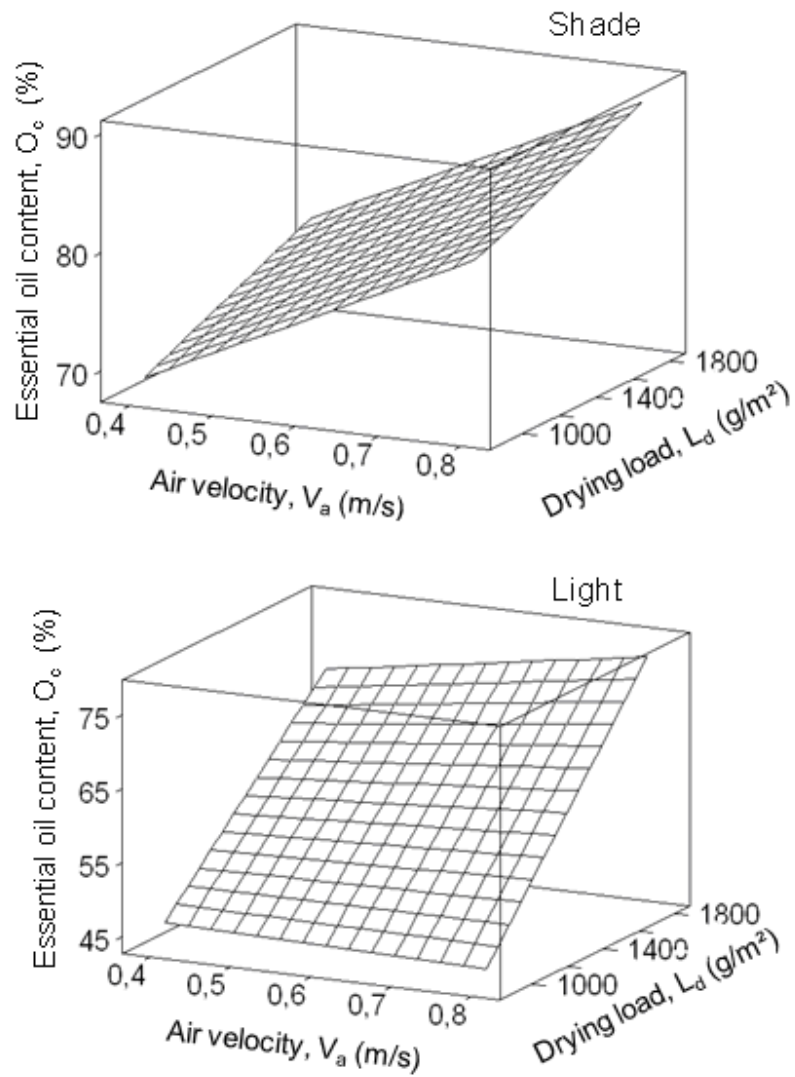 Shade
Essential oil content, Oc (%)
90
80
70
0,4 0,5 0,6 0,7 0,8
Air velocity, Va (m/s)
1000 1400 1800
Drying load, Ld (g/m²)
Light
Essential oil content, Oc (%)
75
65
55
45
0,4 0,5 0,6 0,7 0,8
Air velocity, Va (m/s)
1000 1400 1800
Drying load, Ld (g/m²)